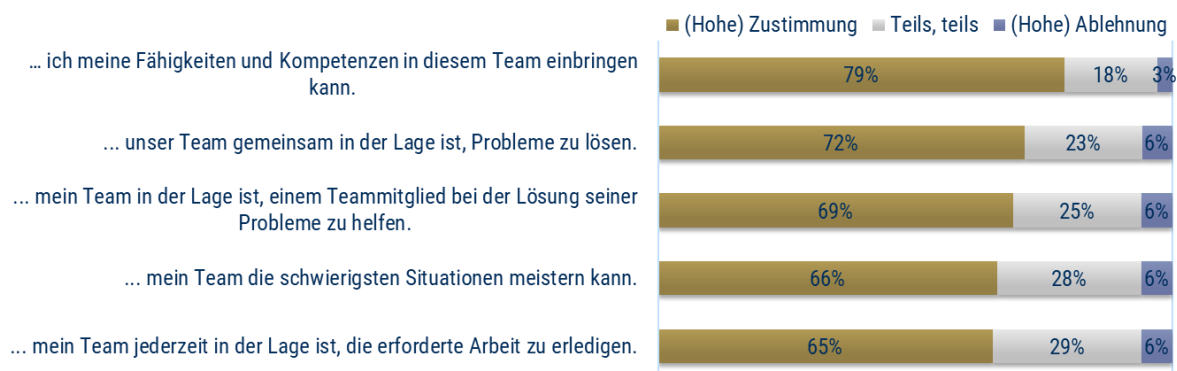 (Hohe) Zustimmung Teils, teils (Hohe) Ablehnung
… ich meine Fähigkeiten und Kompetenzen in diesem Team einbringen
kann.
79% 18% 3%
... unser Team gemeinsam in der Lage ist, Probleme zu lösen.
72% 23% 6%
... mein Team in der Lage ist, einem Teammitglied bei der Lösung seiner
Probleme zu helfen.
69% 25% 6%
... mein Team die schwierigsten Situationen meistern kann.
66% 28% 6%
... mein Team jederzeit in der Lage ist, die erforderte Arbeit zu erledigen.
65% 29% 6%